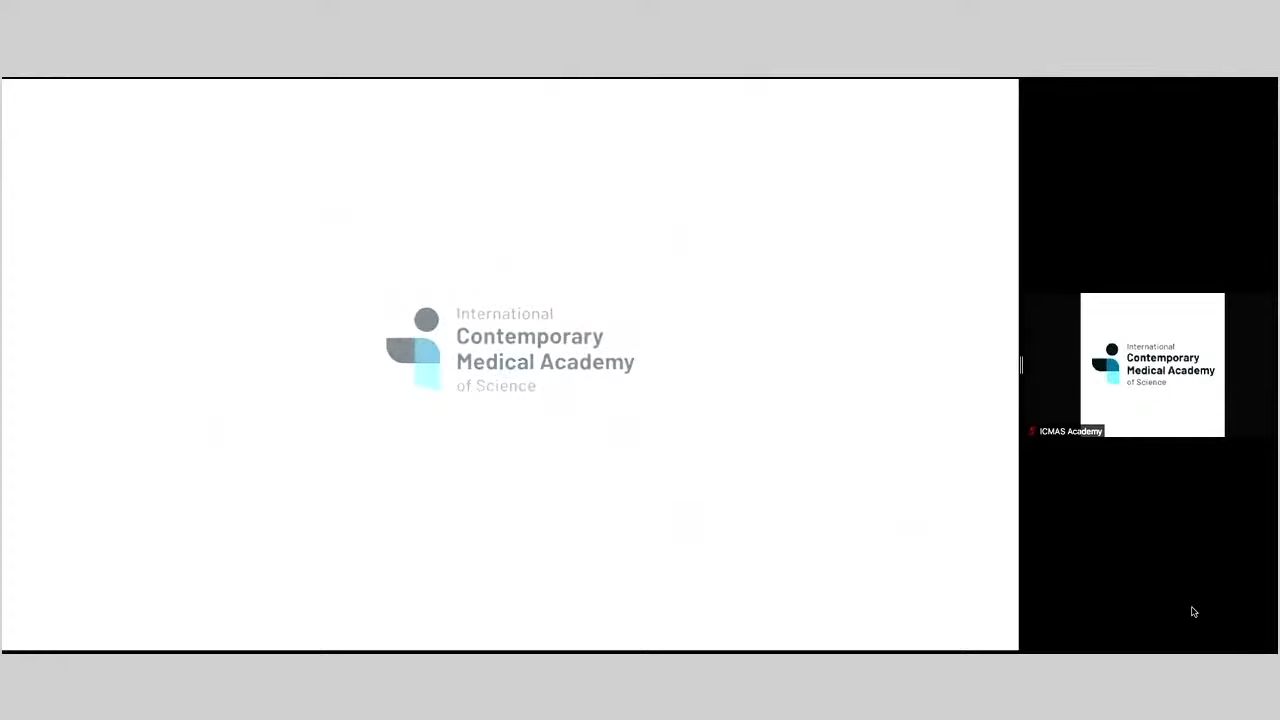 International
Contemporary
Medical Academy
of Science
International
Contemporary
Medical Academy
of Science
ICMAS Academy